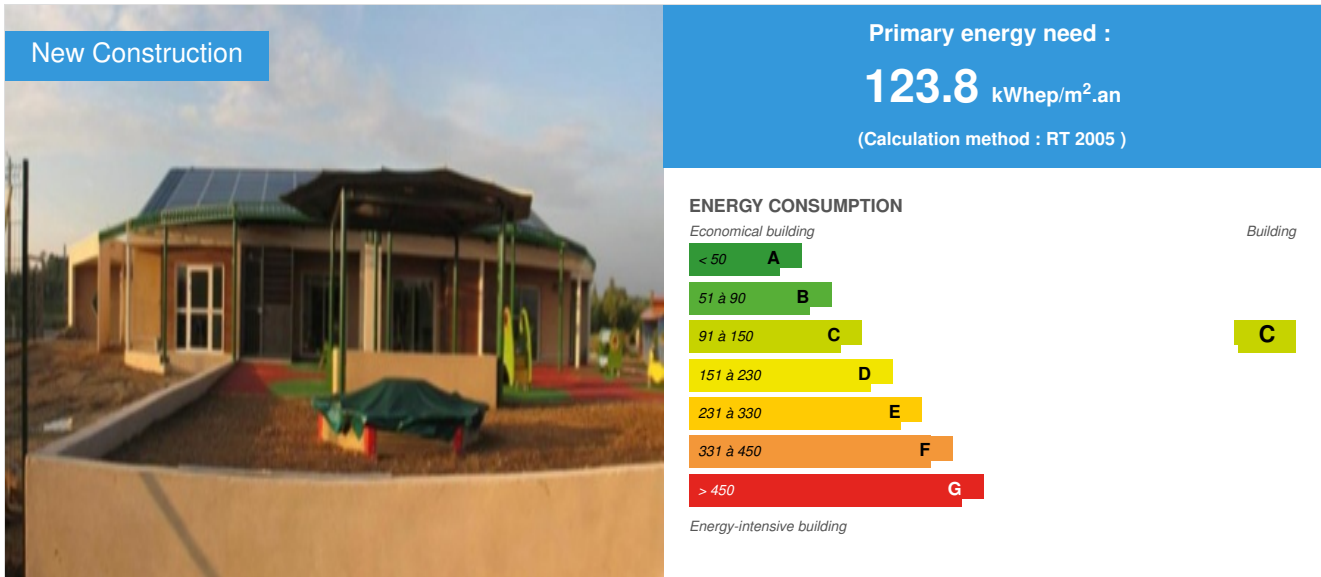 New Construction
Primary energy need :
123.8 kWhep/m².an
(Calculation method : RT 2005 )
ENERGY CONSUMPTION
Economical building
Building
< 50 A
51 à 90 B
91 à 150 C
C
151 à 230 D
231 à 330 E
331 à 450 F
> 450 G
Energy-intensive building